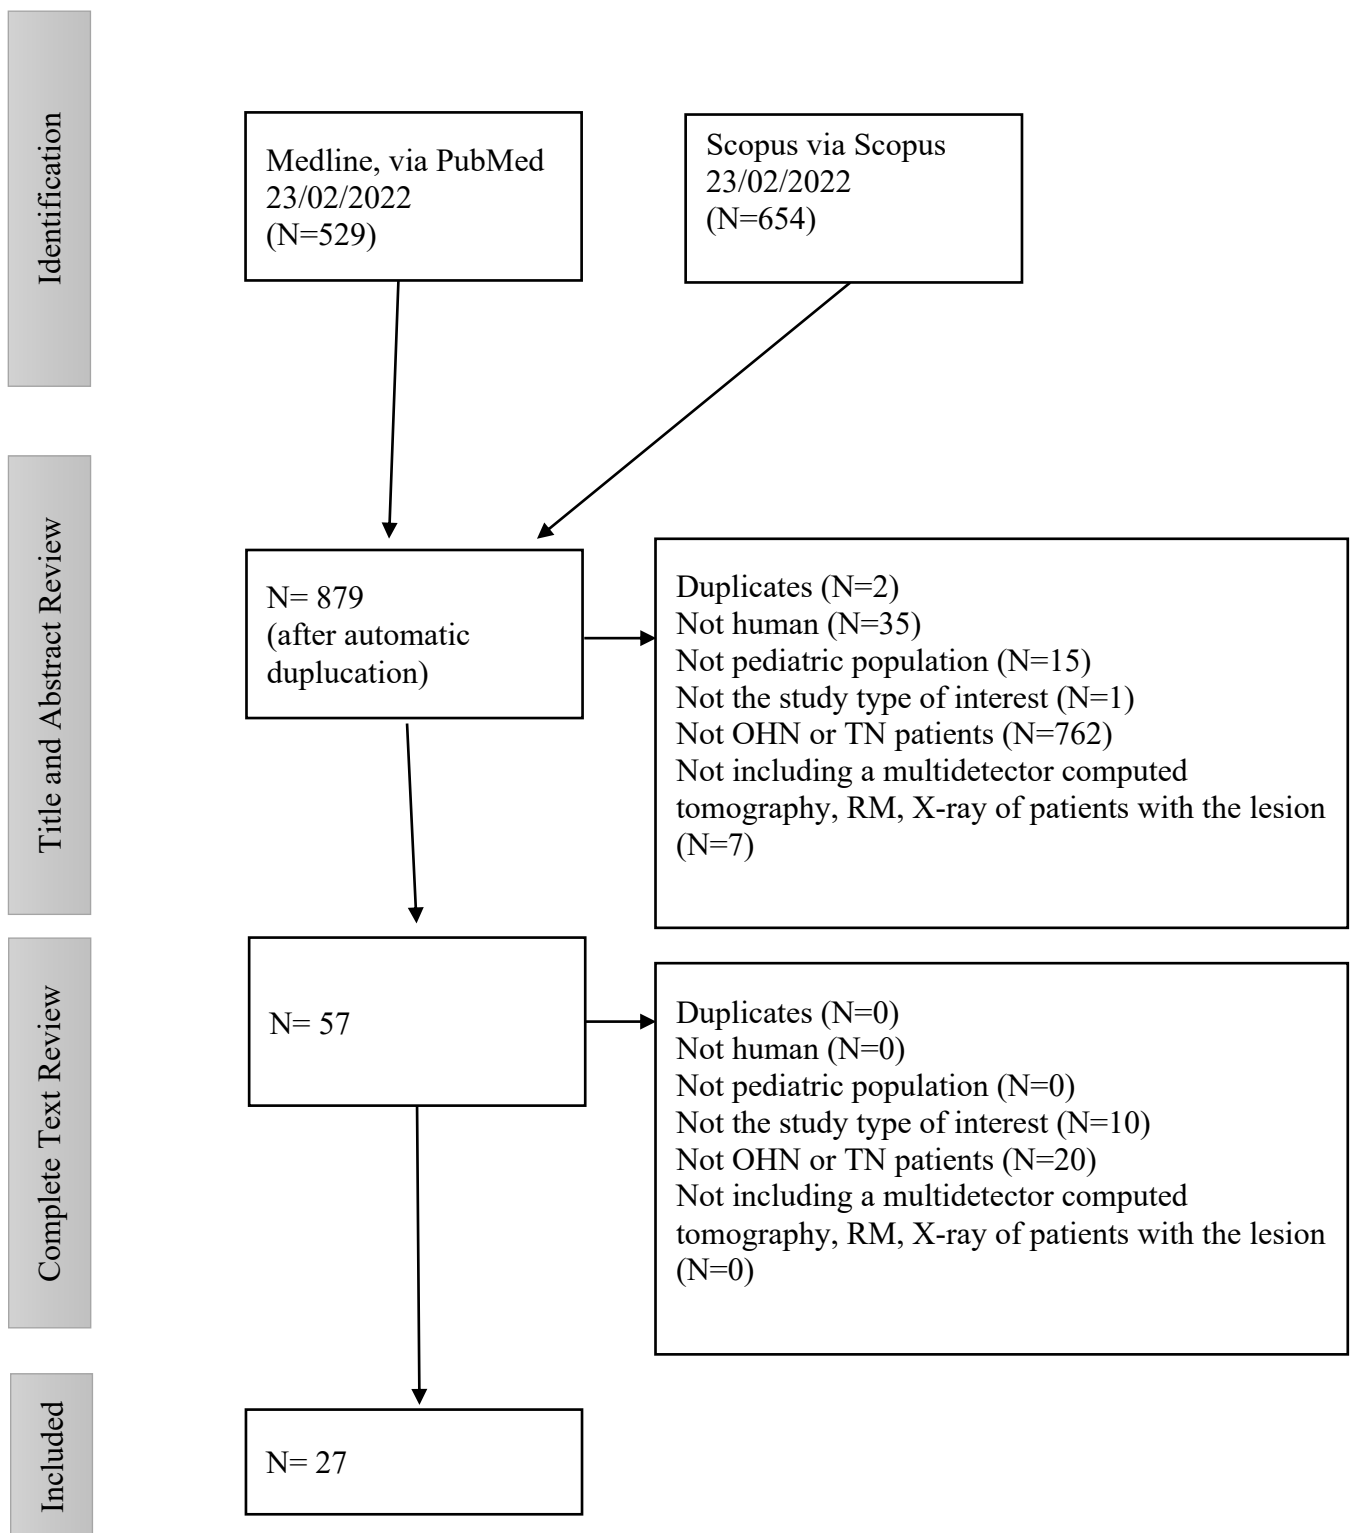 Identification
Medline, via PubMed
23/02/2022
(N=529)
Scopus via Scopus
23/02/2022
(N=654)
Title and Abstract Review
N= 879
(after automatic
duplucation)
Duplicates (N=2)
Not human (N=35)
Not pediatric population (N=15)
Not the study type of interest (N=1)
Not OHN or TN patients (N=762)
Not including a multidetector computed
tomography, RM, X-ray of patients with the lesion
(N=7)
Complete Text Review
N= 57
Duplicates (N=0)
Not human (N=0)
Not pediatric population (N=0)
Not the study type of interest (N=10)
Not OHN or TN patients (N=20)
Not including a multidetector computed
tomography, RM, X-ray of patients with the lesion
(N=0)
Included
N= 27